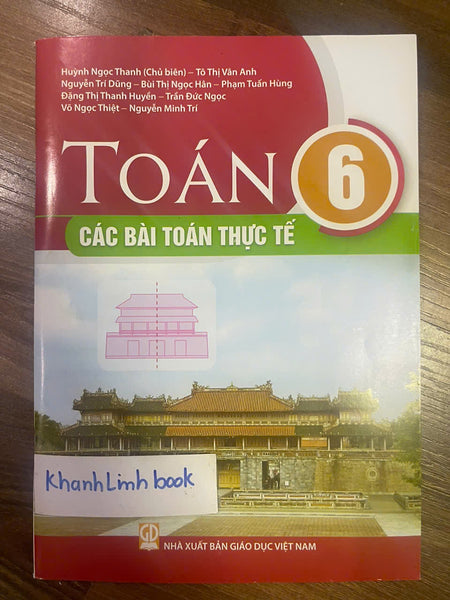 Huỳnh Ngọc Thanh (Chủ biên) – Tô Thị Vân Anh
Nguyễn Trí Dũng – Bùi Thị Ngọc Hân – Phạm Tuấn Hùng
Đặng Thị Thanh Huyền – Trần Đức Ngọc
Võ Ngọc Thiệt – Nguyễn Minh Trí
TOÁN 6
CÁC BÀI TOÁN THỰC TẾ
KhanhLinh book
GD
NHÀ XUẤT BẢN GIÁO DỤC VIỆT NAM